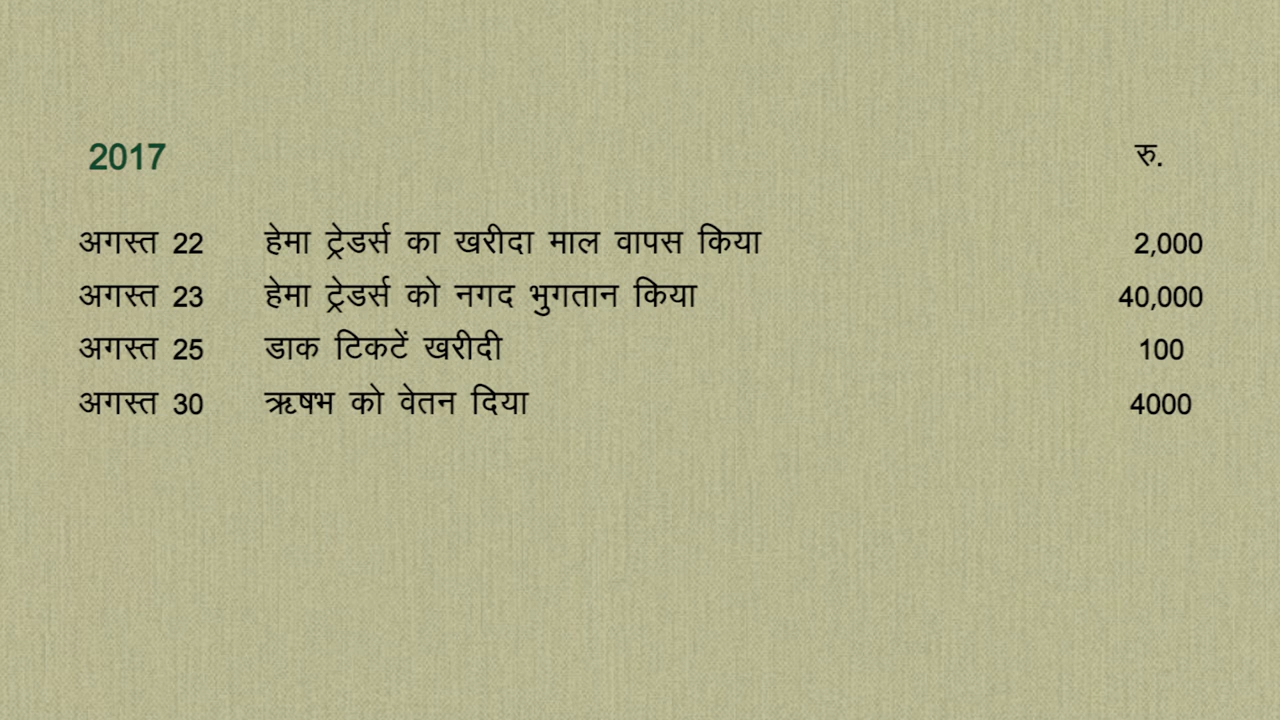 2017 रु.
अगस्त 22 हेमा ट्रेडर्स का खरीदा माल वापस किया 2,000
अगस्त 23 हेमा ट्रेडर्स को नगद भुगतान किया 40,000
अगस्त 25 डाक टिकटें खरीदी 100
अगस्त 30 ऋषभ को वेतन दिया 4000